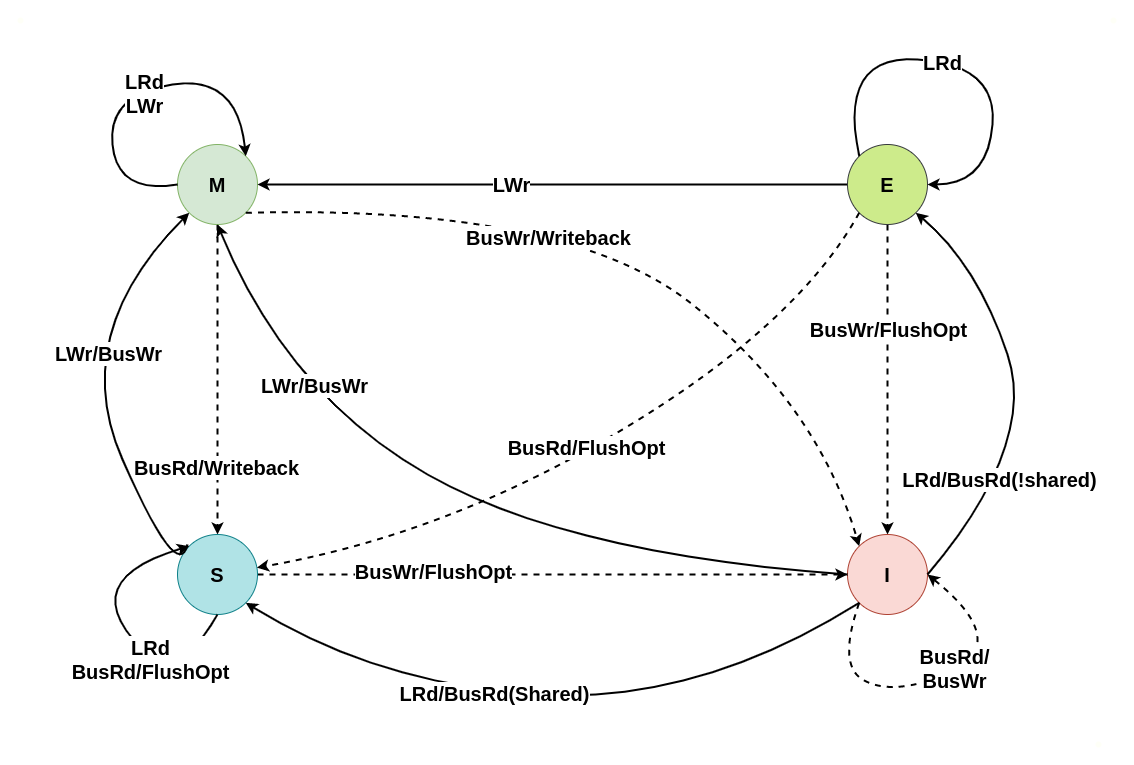 LRd
LRd
LWr
M
LWr
E
BusWr/Writeback
BusWr/FlushOpt
LWr/BusWr
LWr/BusWr
BusRd/FlushOpt
BusRd/Writeback
LRd/BusRd(!shared)
S
BusWr/FlushOpt
I
LRd
BusRd/FlushOpt
BusRd/
BusWr
LRd/BusRd(Shared)